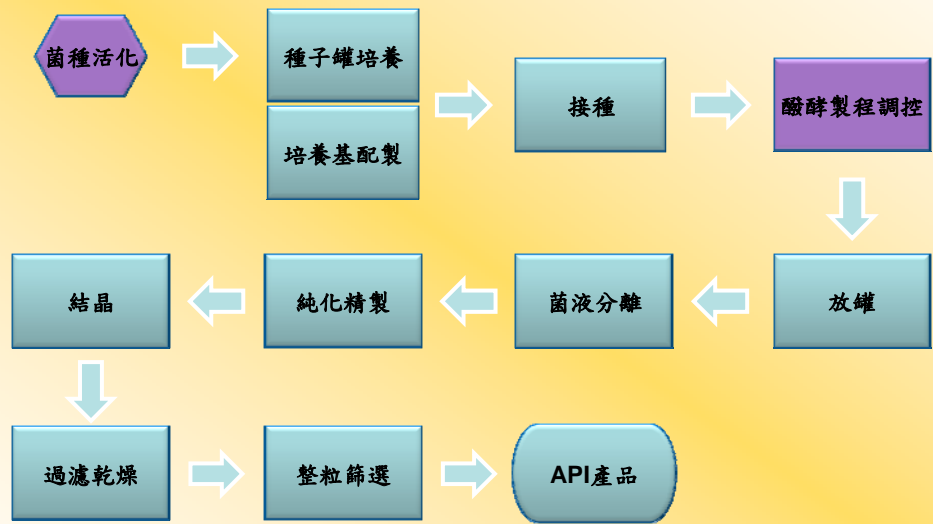 菌種活化
種子罐培養
培養基配製
接種
醱酵製程調控
放罐
菌液分離
純化精製
結晶
過濾乾燥
整粒篩選
API產品